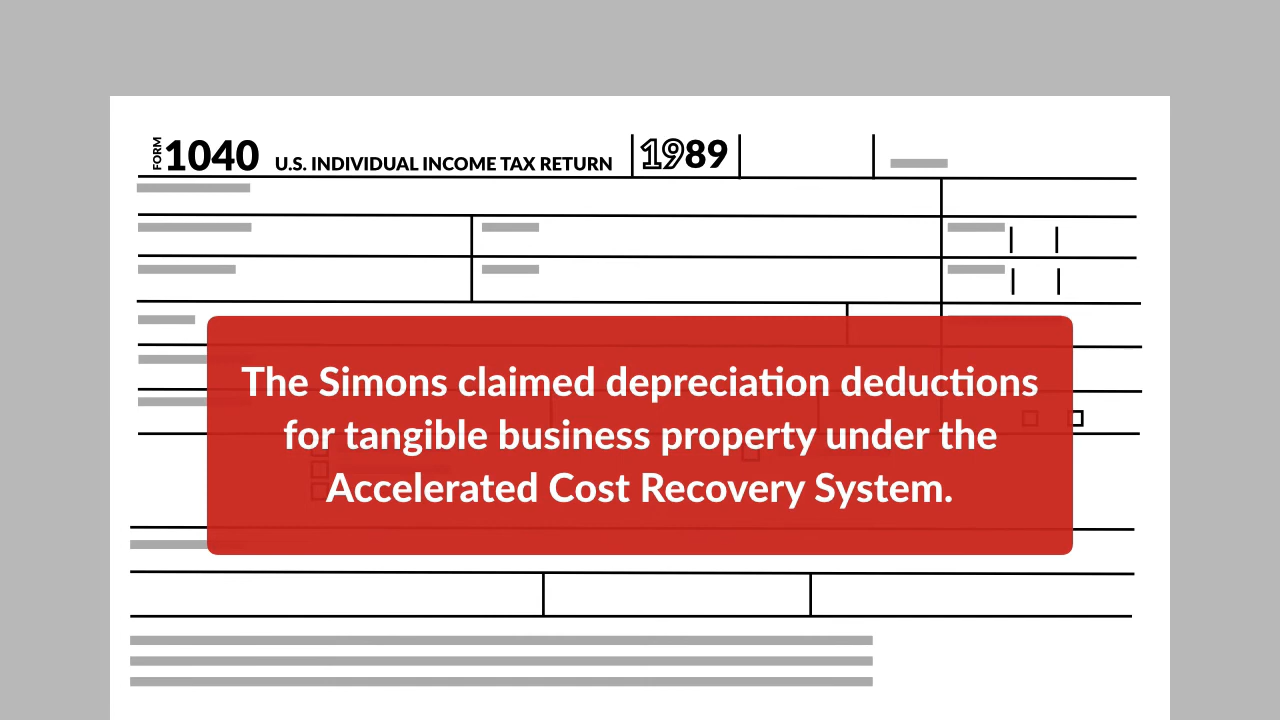 FORM 1040 U.S. INDIVIDUAL INCOME TAX RETURN 1989
The Simons claimed depreciation deductions
for tangible business property under the
Accelerated Cost Recovery System.